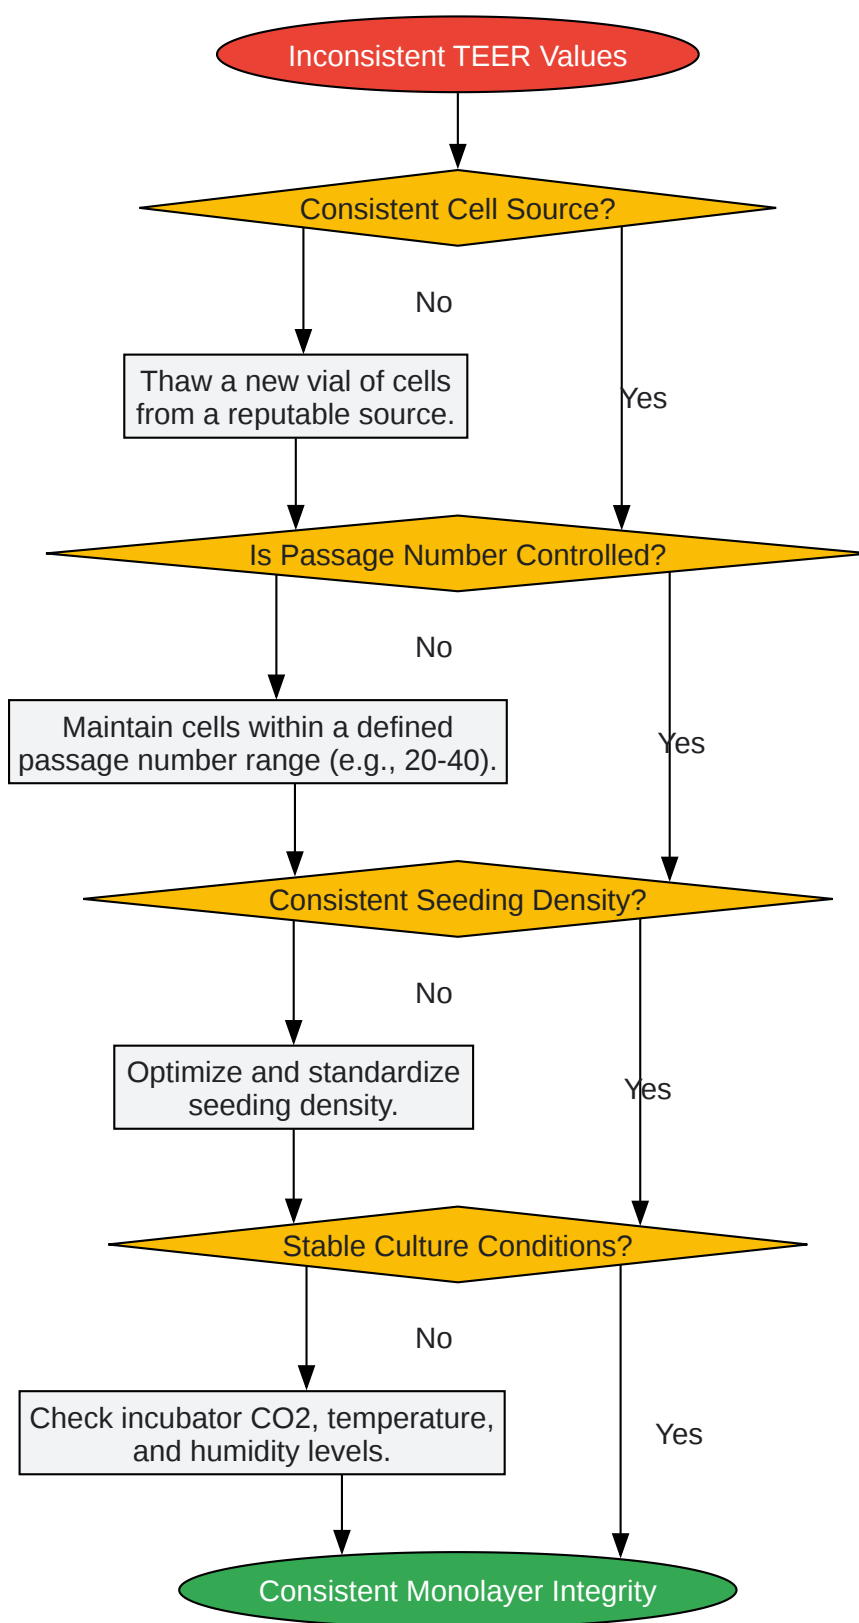 Inconsistent TEER Values
Consistent Cell Source?
No
Thaw a new vial of cells
from a reputable source.
Yes
Is Passage Number Controlled?
No
Maintain cells within a defined
passage number range (e.g., 20-40).
Yes
Consistent Seeding Density?
No
Optimize and standardize
seeding density.
Yes
Stable Culture Conditions?
No
Check incubator CO2, temperature,
and humidity levels.
Yes
Consistent Monolayer Integrity